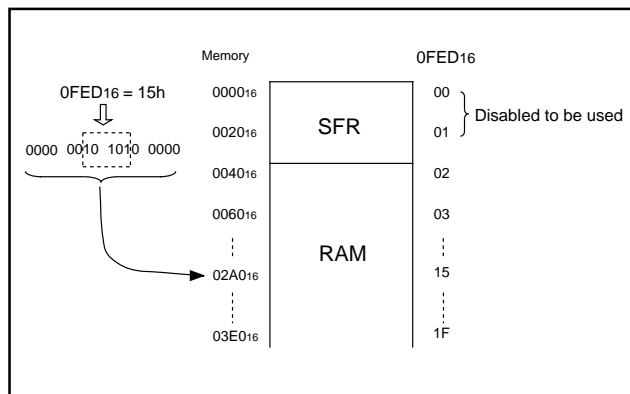 Memory
0FED16
0FED16 = 15h
0000 0010 1010 0000
000016
002016
004016
006016
02A016
03E016
SFR
RAM
00
01
02
03
15
1F
Disabled to be used